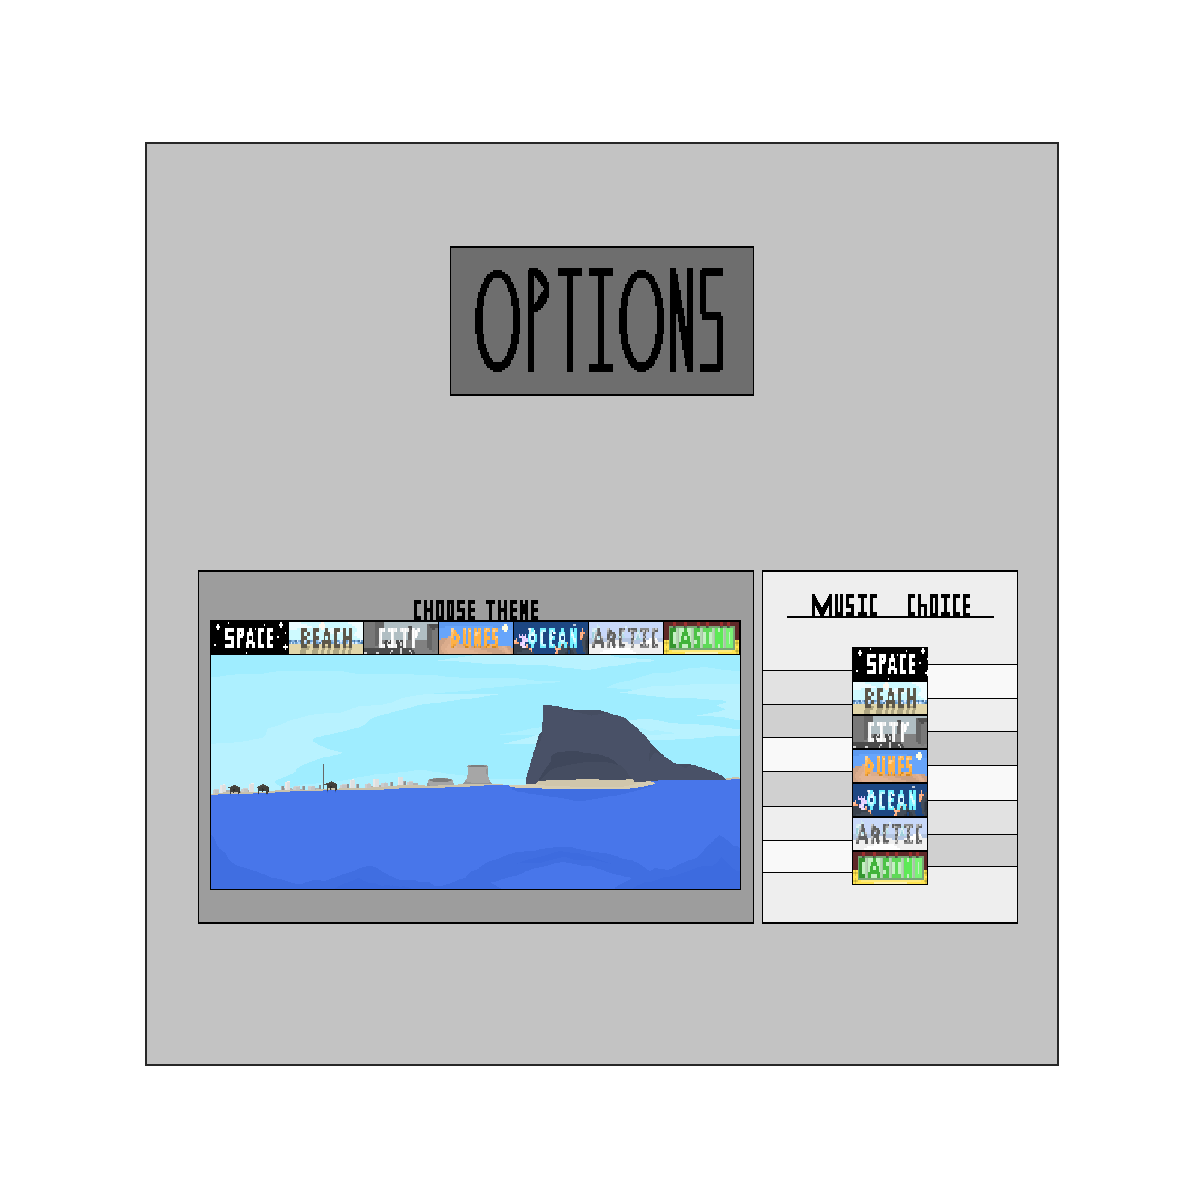 OPTIONS
CHOOSE THEME
SPACE BEACH CITY DUNES OCEAN ARCTIC CASINO
MUSIC CHOICE
SPACE
BEACH
CITY
DUNES
OCEAN
ARCTIC
CASINO